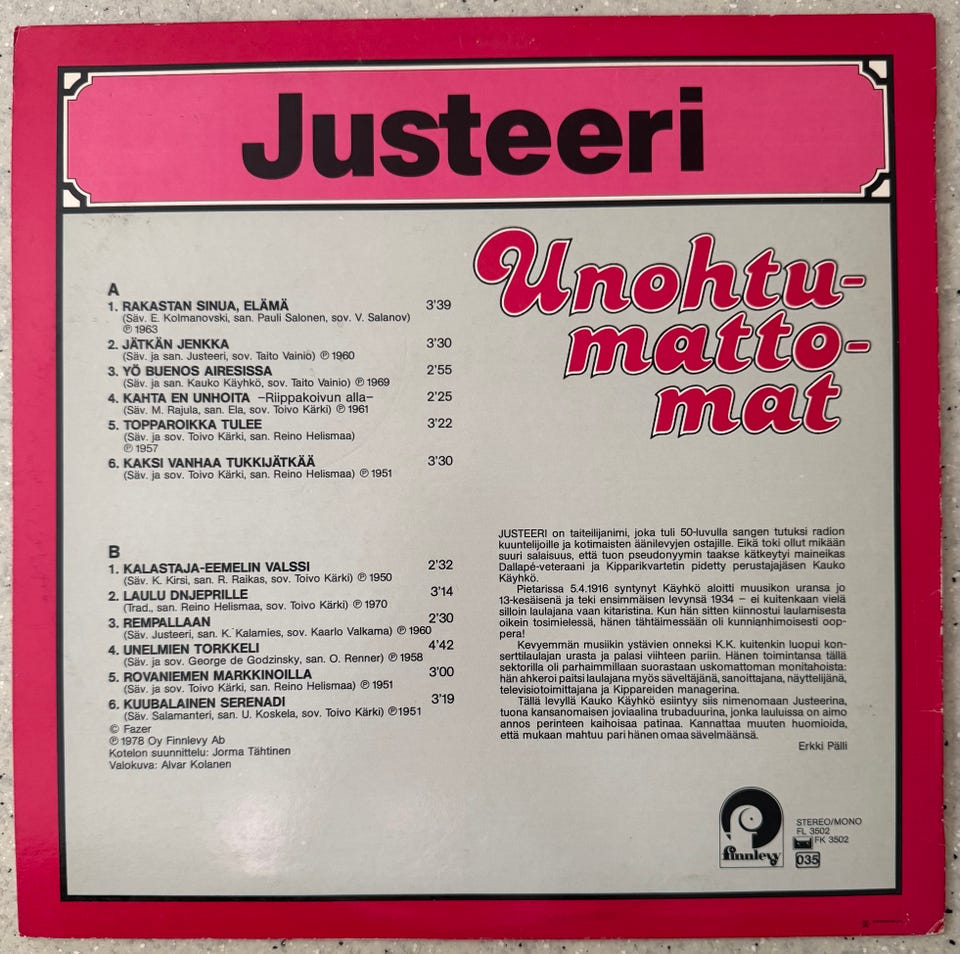 Justeeri
Unohtu-
matto-
mat
A
1. RAKASTAN SINUA, ELÄMÄ 3'39
(Säv. E. Kolmanovski, san. Pauli Salonen, sov. V. Salanov)
℗ 1963
2. JÄTKÄN JENKKA 3'30
(Säv. ja san. Justeeri, sov. Taito Vainiö) ℗ 1960
3. YÖ BUENOS AIRESISSA 2'55
(Säv. ja san. Kauko Käyhkö, sov. Taito Vainio) ℗ 1969
4. KAHTA EN UNHOITA –Riippakoivun alla– 2'25
(Säv. M. Rajula, san. Ela, sov. Toivo Kärki) ℗ 1961
5. TOPPAROIKKA TULEE 3'22
(Säv. ja sov. Toivo Kärki, san. Reino Helismaa)
℗ 1957
6. KAKSI VANHAA TUKKIJÄTKÄÄ 3'30
(Säv. ja sov. Toivo Kärki, san. Reino Helismaa) ℗ 1951
B
1. KALASTAJA-EEMELIN VALSSI 2'32
(Säv. K. Kirsi, san. R. Raikas, sov. Toivo Kärki) ℗ 1950
2. LAULU DNJEPRILLE 3'14
(Trad., san. Reino Helismaa, sov. Toivo Kärki) ℗ 1970
3. REMPALLAAN 2'30
(Säv. Justeeri, san. K. Kalamies, sov. Kaarlo Valkama) ℗ 1960
4. UNELMIEN TORKKELI 4'42
(Säv. ja sov. George de Godzinsky, san. O. Renner) ℗ 1958
5. ROVANIEMEN MARKKINOILLA 3'00
(Säv. ja sov. Toivo Kärki, san. Reino Helismaa) ℗ 1951
6. KUUBALAINEN SERENADI 3'19
(Säv. Salamanteri, san. U. Koskela, sov. Toivo Kärki) ℗1951
© Fazer
℗ 1978 Oy Finnlevy Ab
Kotelon suunnittelu: Jorma Tähtinen
Valokuva: Alvar Kolanen
JUSTEERI on taiteilijanimi, joka tuli 50-luvulla sangen tutuksi radion
kuuntelijoille ja kotimaisten äänilevyjen ostajille. Eikä toki ollut mikään
suuri salaisuus, että tuon pseudonyymin taakse kätkeytyi maineikas
Dallapé-veteraani ja Kipparikvartetin pidetty perustajajäsen Kauko
Käyhkö.
Pietarissa 5.4.1916 syntynyt Käyhkö aloitti muusikon uransa jo
13-kesäisenä ja teki ensimmäisen levynsä 1934 – ei kuitenkaan vielä
silloin laulajana vaan kitaristina. Kun hän sitten kiinnostui laulamisesta
oikein tosimielessä, hänen tähtäimessään oli kunnianhimoisesti oop-
pera!
Kevyemmän musiikin ystävien onneksi K.K. kuitenkin luopui kon-
serttilaulajan urasta ja palasi viihteen pariin. Hänen toimintansa tällä
sektorilla oli parhaimmillaan suorastaan uskomattoman monitahoista:
hän ahkeroi paitsi laulajana myös säveltäjänä, sanoittajana, näyttelijänä,
televisiotoimittajana ja Kippareiden managerina.
Tällä levyllä Kauko Käyhkö esiintyy siis nimenomaan Justeerina,
tuona kansanomaisen joviaalina trubaduurina, jonka lauluissa on aimo
annos perinteen kaihoisaa patinaa. Kannattaa muuten huomioida,
että mukaan mahtuu pari hänen omaa sävelmäänsä.
Erkki Pälli
finnlevy
STEREO/MONO
FL 3502
FK 3502
035